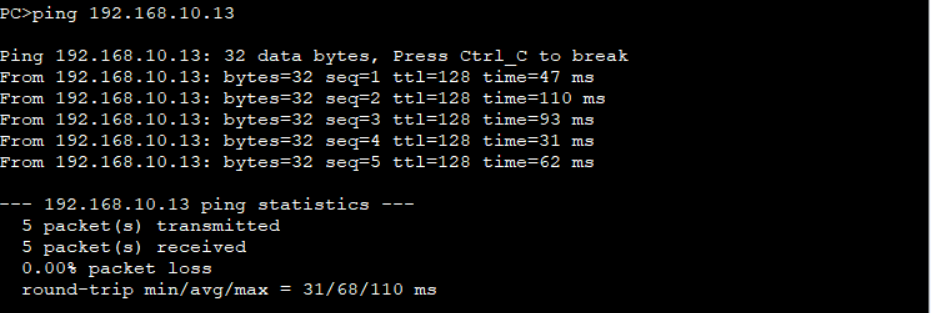 PC>ping 192.168.10.13
Ping 192.168.10.13: 32 data bytes, Press Ctrl_C to break
From 192.168.10.13: bytes=32 seq=1 ttl=128 time=47 ms
From 192.168.10.13: bytes=32 seq=2 ttl=128 time=110 ms
From 192.168.10.13: bytes=32 seq=3 ttl=128 time=93 ms
From 192.168.10.13: bytes=32 seq=4 ttl=128 time=31 ms
From 192.168.10.13: bytes=32 seq=5 ttl=128 time=62 ms
--- 192.168.10.13 ping statistics ---
5 packet(s) transmitted
5 packet(s) received
0.00% packet loss
round-trip min/avg/max = 31/68/110 ms